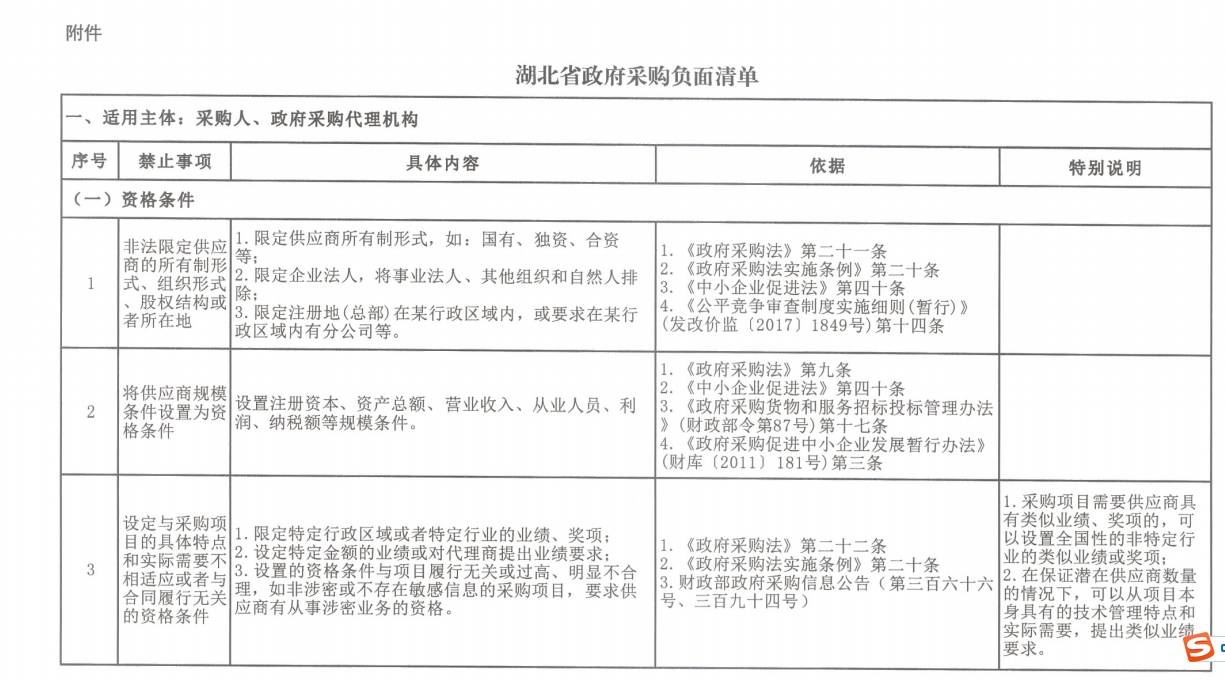 附件
湖北省政府采购负面清单
一、适用主体：采购人、政府采购代理机构
序号 禁止事项 具体内容 依据 特别说明
（一）资格条件
1
非法限定供应
商的所有制形
式、组织形式
、股权结构或
者所在地
1.限定供应商所有制形式，如：国有、独资、合资
等；
2.限定企业法人，将事业法人、其他组织和自然人排
除；
3.限定注册地(总部)在某行政区域内，或要求在某行
政区域内有分公司等。
1.《政府采购法》第二十一条
2.《政府采购法实施条例》第二十条
3.《中小企业促进法》第四十条
4.《公平竞争审查制度实施细则(暂行)》
(发改价监〔2017〕1849号)第十四条
2
将供应商规模
条件设置为资
格条件
设置注册资本、资产总额、营业收入、从业人员、利
润、纳税额等规模条件。
1.《政府采购法》第九条
2.《中小企业促进法》第四十条
3.《政府采购货物和服务招标投标管理办法
》(财政部令第87号)第十七条
4.《政府采购促进中小企业发展暂行办法》
(财库〔2011〕181号)第三条
3
设定与采购项
目的具体特点
和实际需要不
相适应或者与
合同履行无关
的资格条件
1.限定特定行政区域或者特定行业的业绩、奖项；
2.设定特定金额的业绩或对代理商提出业绩要求；
3.设置的资格条件与项目履行无关或过高、明显不合
理，如非涉密或不存在敏感信息的采购项目，要求供
应商有从事涉密业务的资格。
1.《政府采购法》第二十二条
2.《政府采购法实施条例》第二十条
3.财政部政府采购信息公告（第三百六十六
号、三百九十四号）
1.采购项目需要供应商具
有类似业绩、奖项的，可
以设置全国性的非特定行
业的类似业绩或奖项；
2.在保证潜在供应商数量
的情况下，可以从项目本
身具有的技术管理特点和
实际需要，提出类似业绩
要求。